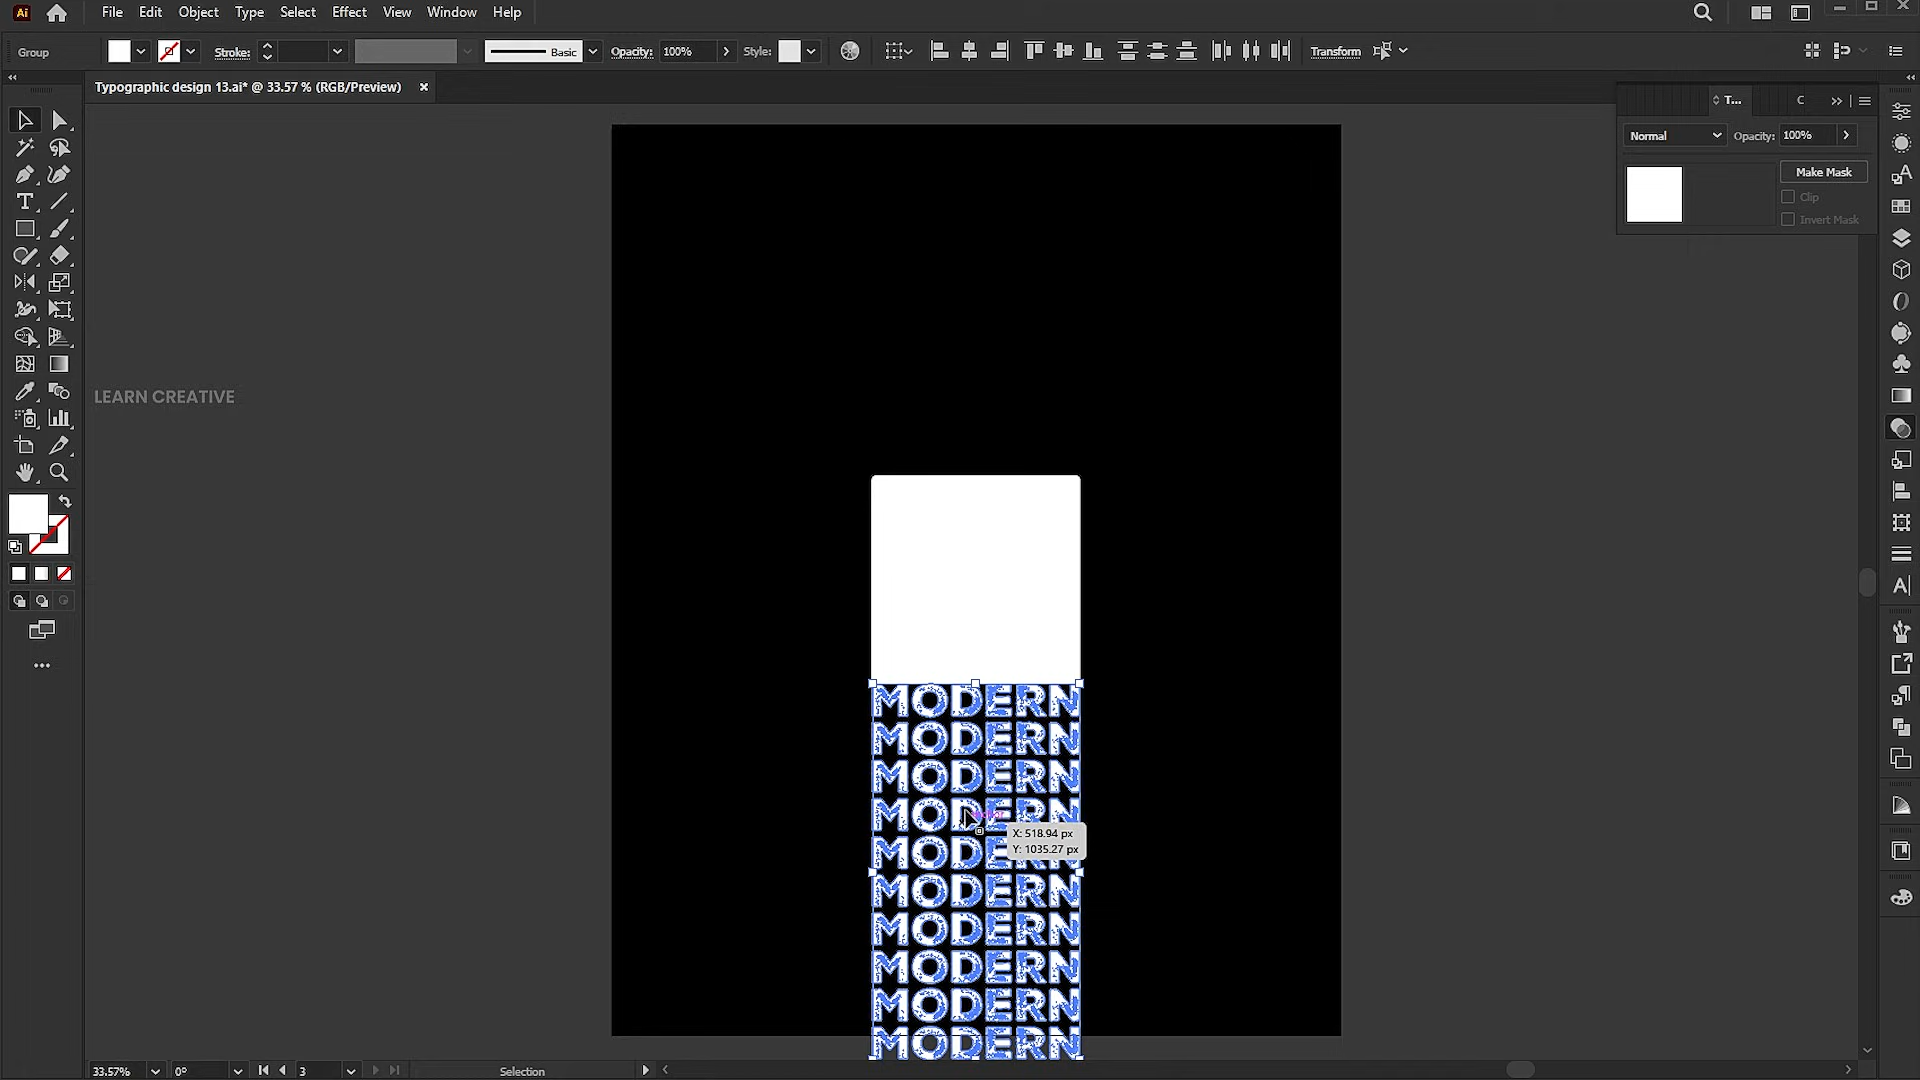 Ai File Edit Object Type Select Effect View Window Help
Group Stroke: Basic Opacity: 100% Style: Transform
Typographic design 13.ai* @ 33.57 % (RGB/Preview) ×
T... C
Normal Opacity: 100%
Make Mask
Clip
Invert Mask
LEARN CREATIVE
MODERN
MODERN
MODERN
MODERN
X: 518.94 px
Y: 1035.27 px
MODERN
MODERN
MODERN
MODERN
MODERN
MODERN
33.57% 0° 3 Selection